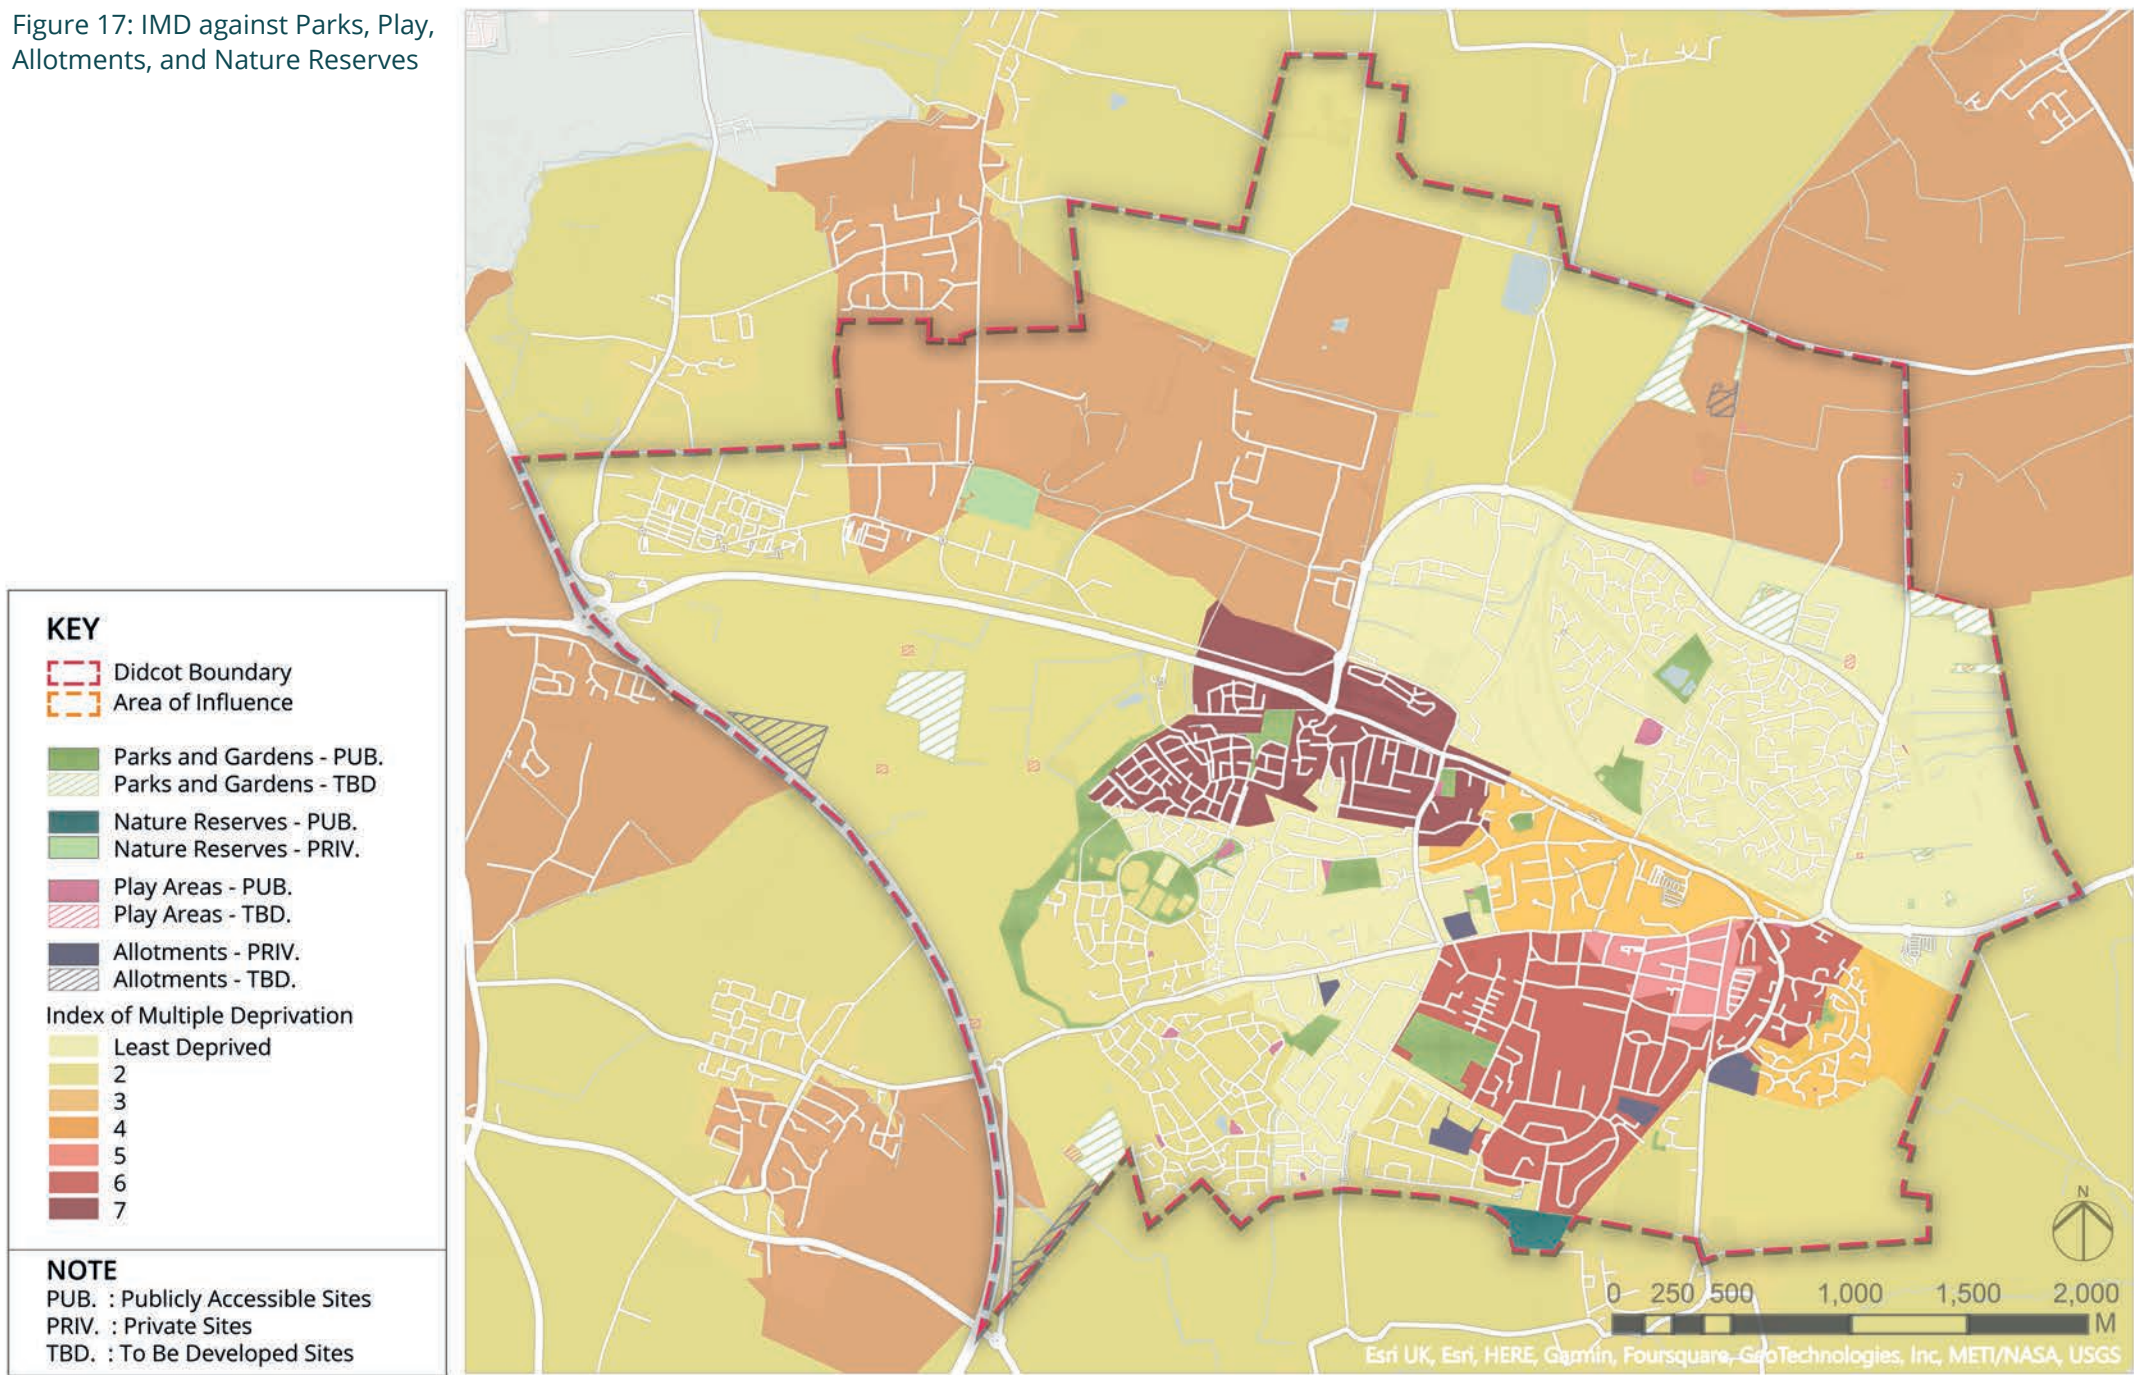 Figure 17: IMD against Parks, Play,
Allotments, and Nature Reserves
KEY
Didcot Boundary
Area of Influence
Parks and Gardens - PUB.
Parks and Gardens - TBD
Nature Reserves - PUB.
Nature Reserves - PRIV.
Play Areas - PUB.
Play Areas - TBD.
Allotments - PRIV.
Allotments - TBD.
Index of Multiple Deprivation
Least Deprived
2
3
4
5
6
7
NOTE
PUB. : Publicly Accessible Sites
PRIV. : Private Sites
TBD. : To Be Developed Sites
N
0 250 500 1,000 1,500 2,000
M
Esri UK, Esri, HERE, Garmin, Foursquare, GeoTechnologies, Inc, METI/NASA, USGS